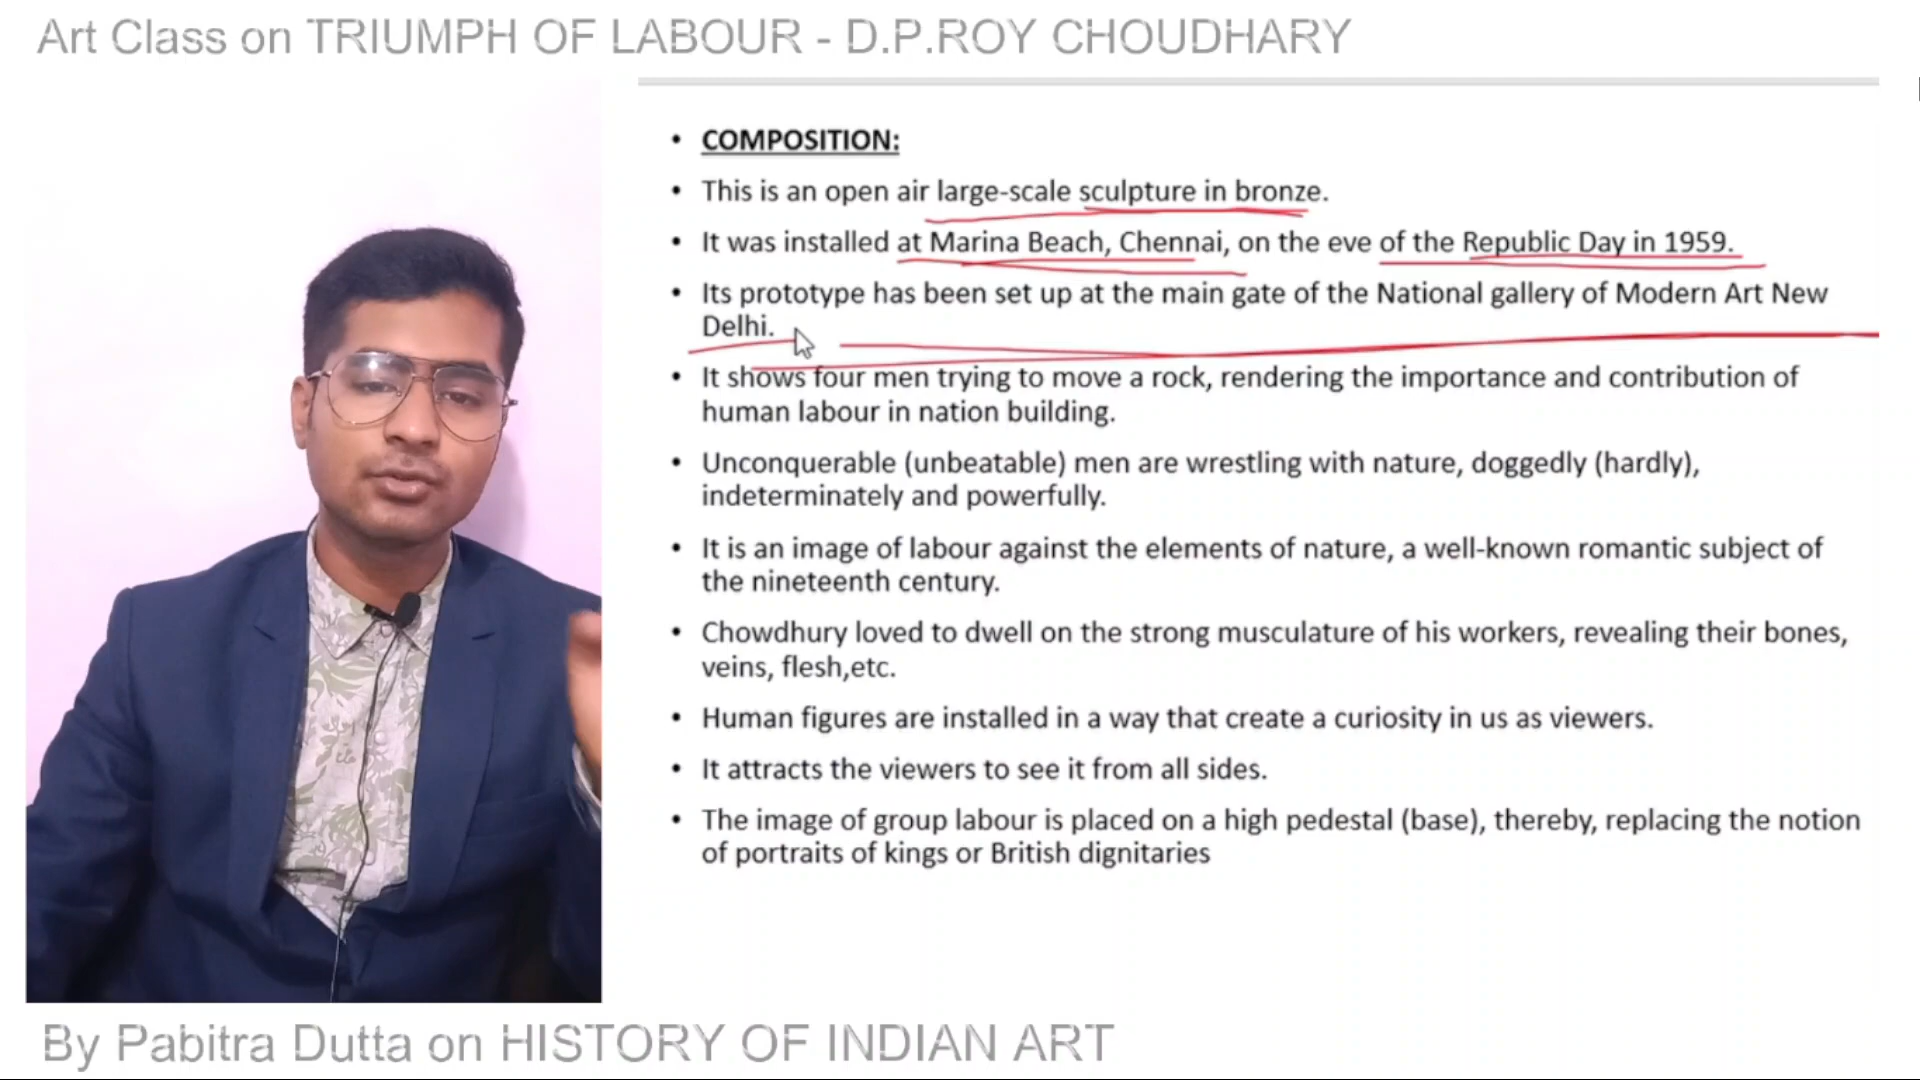 Art Class on TRIUMPH OF LABOUR - D.P.ROY CHOUDHARY
• COMPOSITION:
• This is an open air large-scale sculpture in bronze.
• It was installed at Marina Beach, Chennai, on the eve of the Republic Day in 1959.
• Its prototype has been set up at the main gate of the National gallery of Modern Art New
Delhi.
• It shows four men trying to move a rock, rendering the importance and contribution of
human labour in nation building.
• Unconquerable (unbeatable) men are wrestling with nature, doggedly (hardly),
indeterminately and powerfully.
• It is an image of labour against the elements of nature, a well-known romantic subject of
the nineteenth century.
• Chowdhury loved to dwell on the strong musculature of his workers, revealing their bones,
veins, flesh,etc.
• Human figures are installed in a way that create a curiosity in us as viewers.
• It attracts the viewers to see it from all sides.
• The image of group labour is placed on a high pedestal (base), thereby, replacing the notion
of portraits of kings or British dignitaries
By Pabitra Dutta on HISTORY OF INDIAN ART